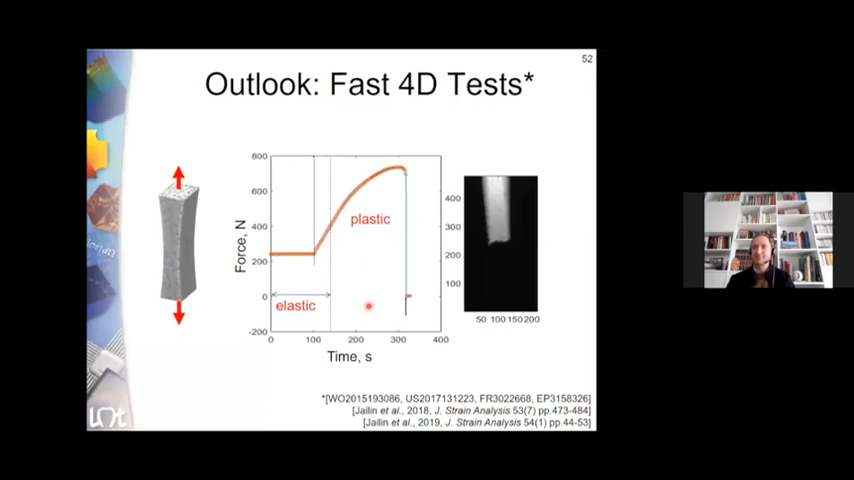 52
Outlook: Fast 4D Tests*
800
600
400
200
0
-200
Force, N
plastic
elastic
0
100
200
300
400
Time, s
400
300
200
100
50 100 150 200
*[WO2015193086, US2017131223, FR3022668, EP3158326]
[Jailin et al., 2018, J. Strain Analysis 53(7) pp.473-484]
[Jailin et al., 2019, J. Strain Analysis 54(1) pp.44-53]